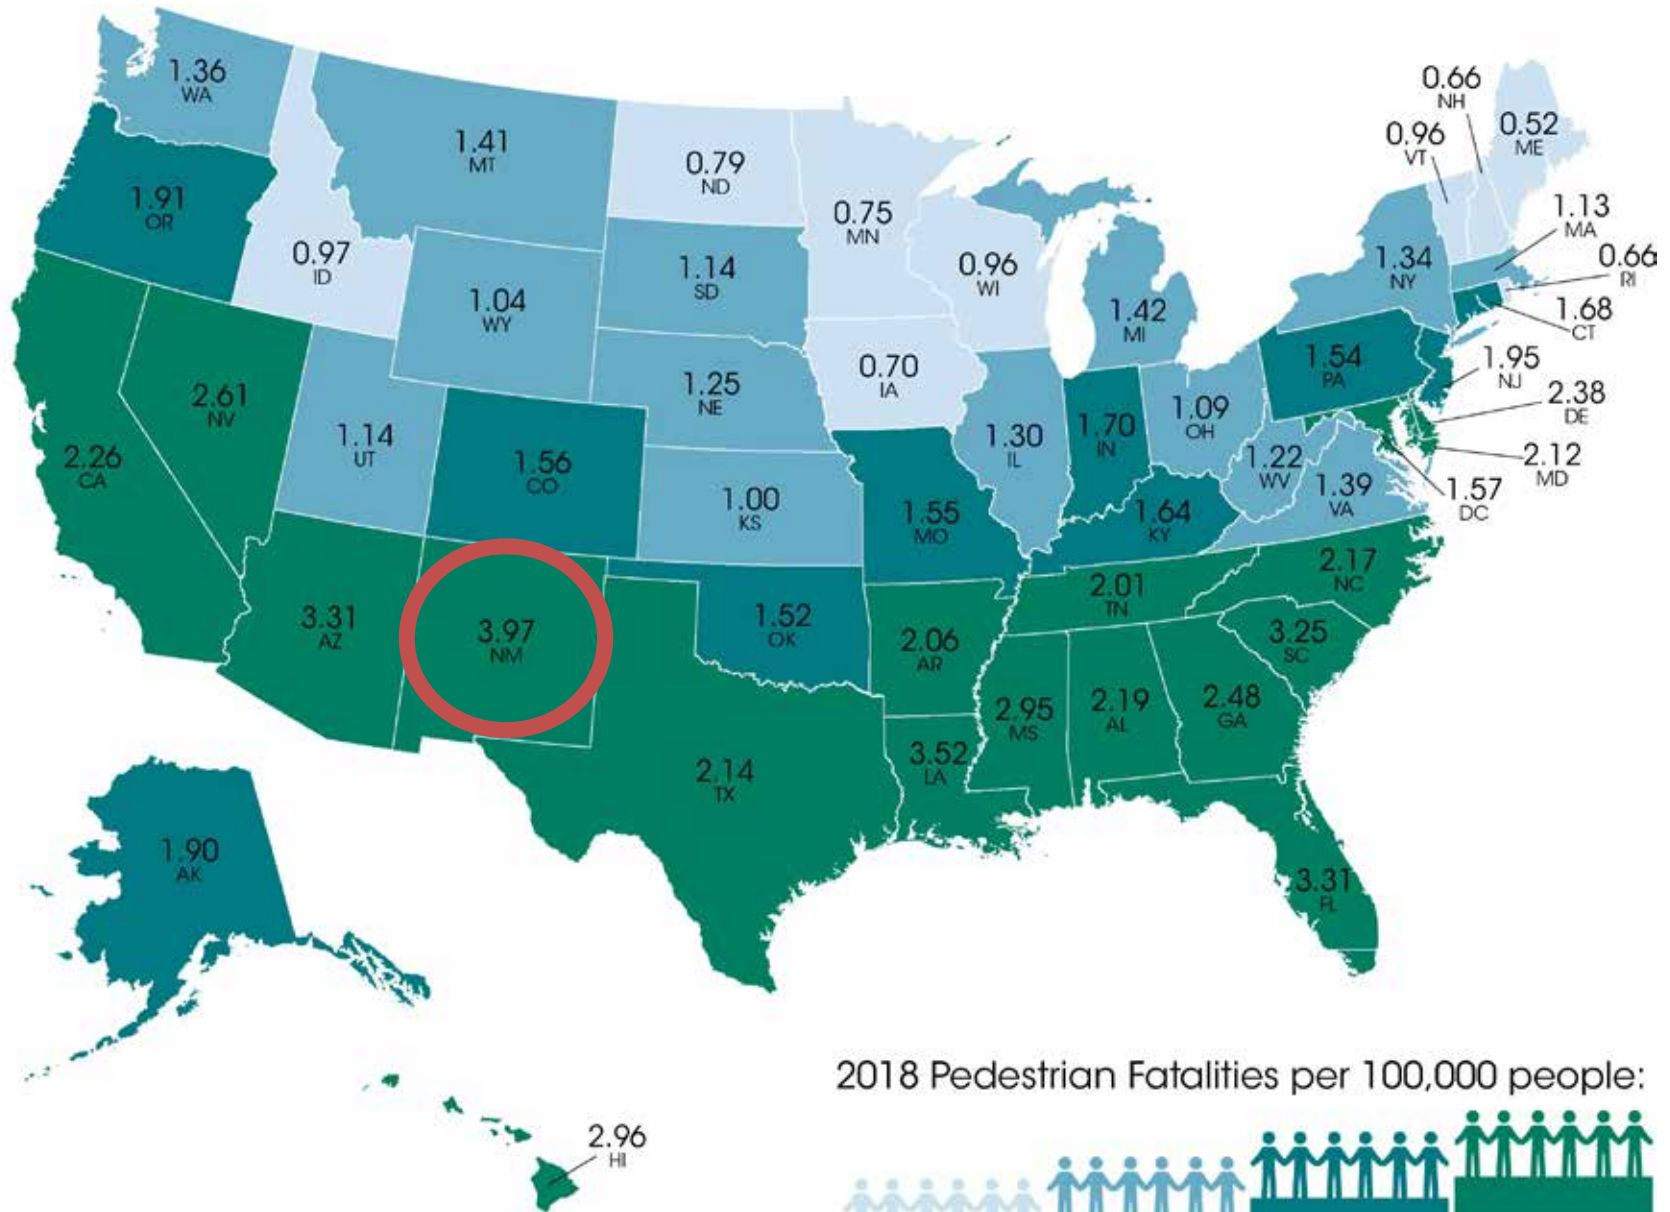 1.36
WA
1.41
MT
0.79
ND
0.75
MN
0.66
NH
0.96
VT
0.52
ME
1.91
OR
0.97
ID
1.04
WY
1.14
SD
0.96
WI
1.42
MI
1.34
NY
1.13
MA
0.66
RI
1.68
CT
1.95
NJ
2.38
DE
2.12
MD
1.57
DC
1.54
PA
2.26
CA
2.61
NV
1.14
UT
1.56
CO
1.25
NE
0.70
IA
1.00
KS
1.55
MO
1.30
IL
1.70
IN
1.09
OH
1.22
WV
1.39
VA
1.64
KY
3.31
AZ
3.97
NM
1.52
OK
2.06
AR
2.01
TN
2.17
NC
3.25
SC
2.14
TX
3.52
LA
2.95
MS
2.19
AL
2.48
GA
3.31
FL
1.90
AK
2.96
HI
2018 Pedestrian Fatalities per 100,000 people: